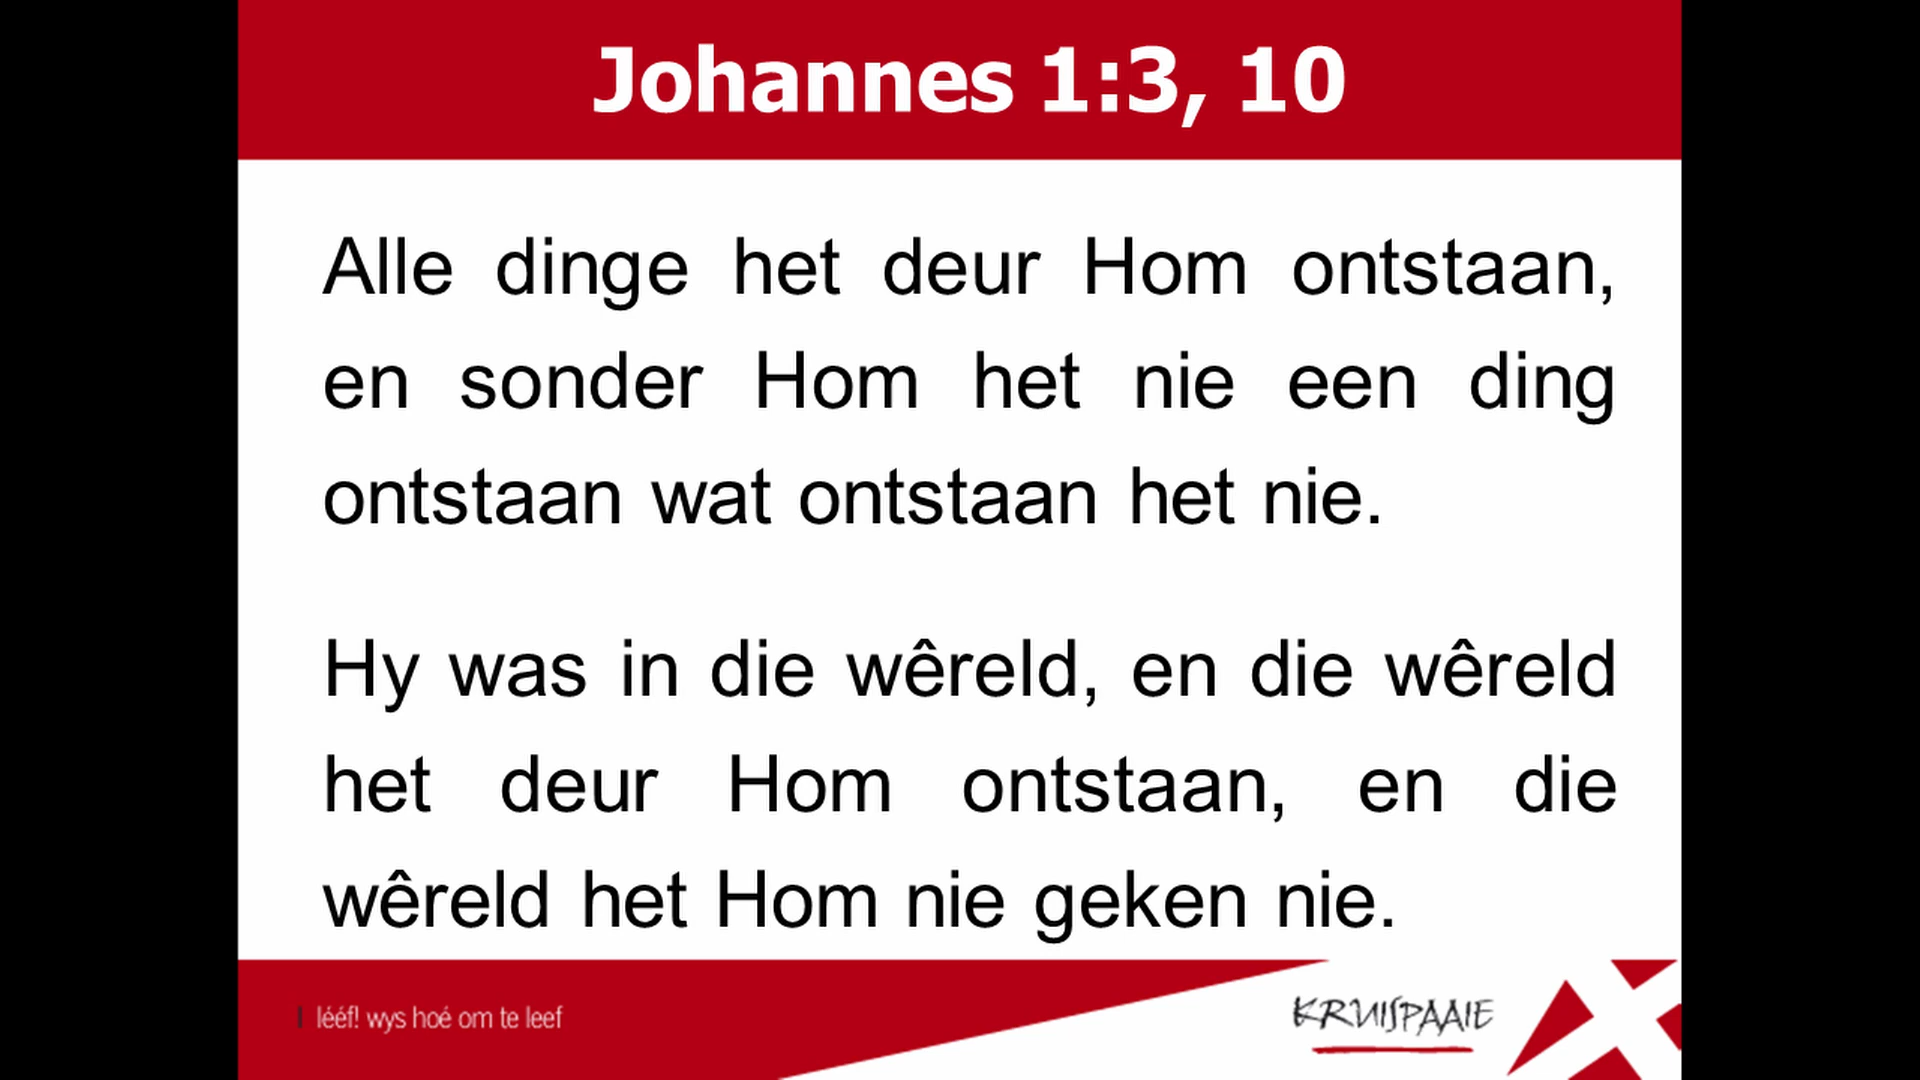 Johannes 1:3, 10
Alle dinge het deur Hom ontstaan,
en sonder Hom het nie een ding
ontstaan wat ontstaan het nie.
Hy was in die wêreld, en die wêreld
het deur Hom ontstaan, en die
wêreld het Hom nie geken nie.
lééf! wys hoé om te leef
KRUISPAAIE